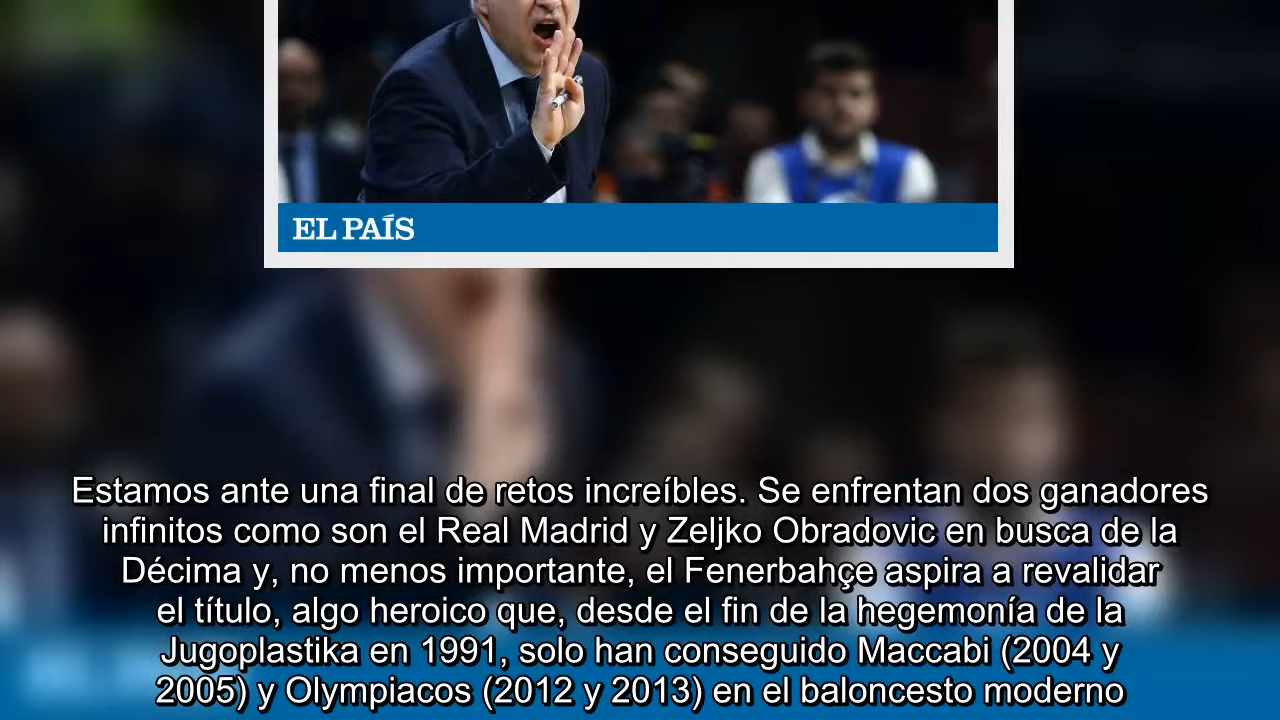 EL PAÍS
Estamos ante una final de retos increíbles. Se enfrentan dos ganadores
infinitos como son el Real Madrid y Zeljko Obradovic en busca de la
Décima y, no menos importante, el Fenerbahçe aspira a revalidar
el título, algo heroico que, desde el fin de la hegemonía de la
Jugoplastika en 1991, solo han conseguido Maccabi (2004 y
2005) y Olympiacos (2012 y 2013) en el baloncesto moderno